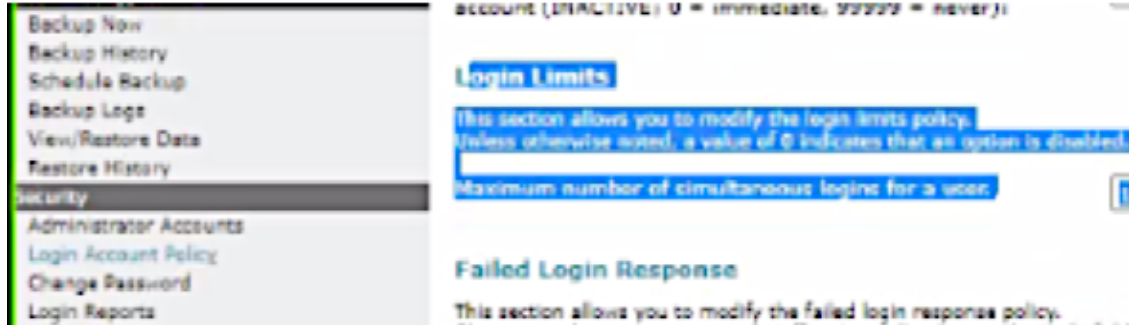 Backup Now
Backup History
Schedule Backup
Backup Logs
View/Restore Data
Restore History
Security
Administrator Accounts
Login Account Policy
Change Password
Login Reports
account (INACTIVE; 0 = immediate, 99999 = never):
Login Limits
This section allows you to modify the login limits policy.
Unless otherwise noted, a value of 0 indicates that an option is disabled.
Maximum number of simultaneous logins for a user.
Failed Login Response
This section allows you to modify the failed login response policy.